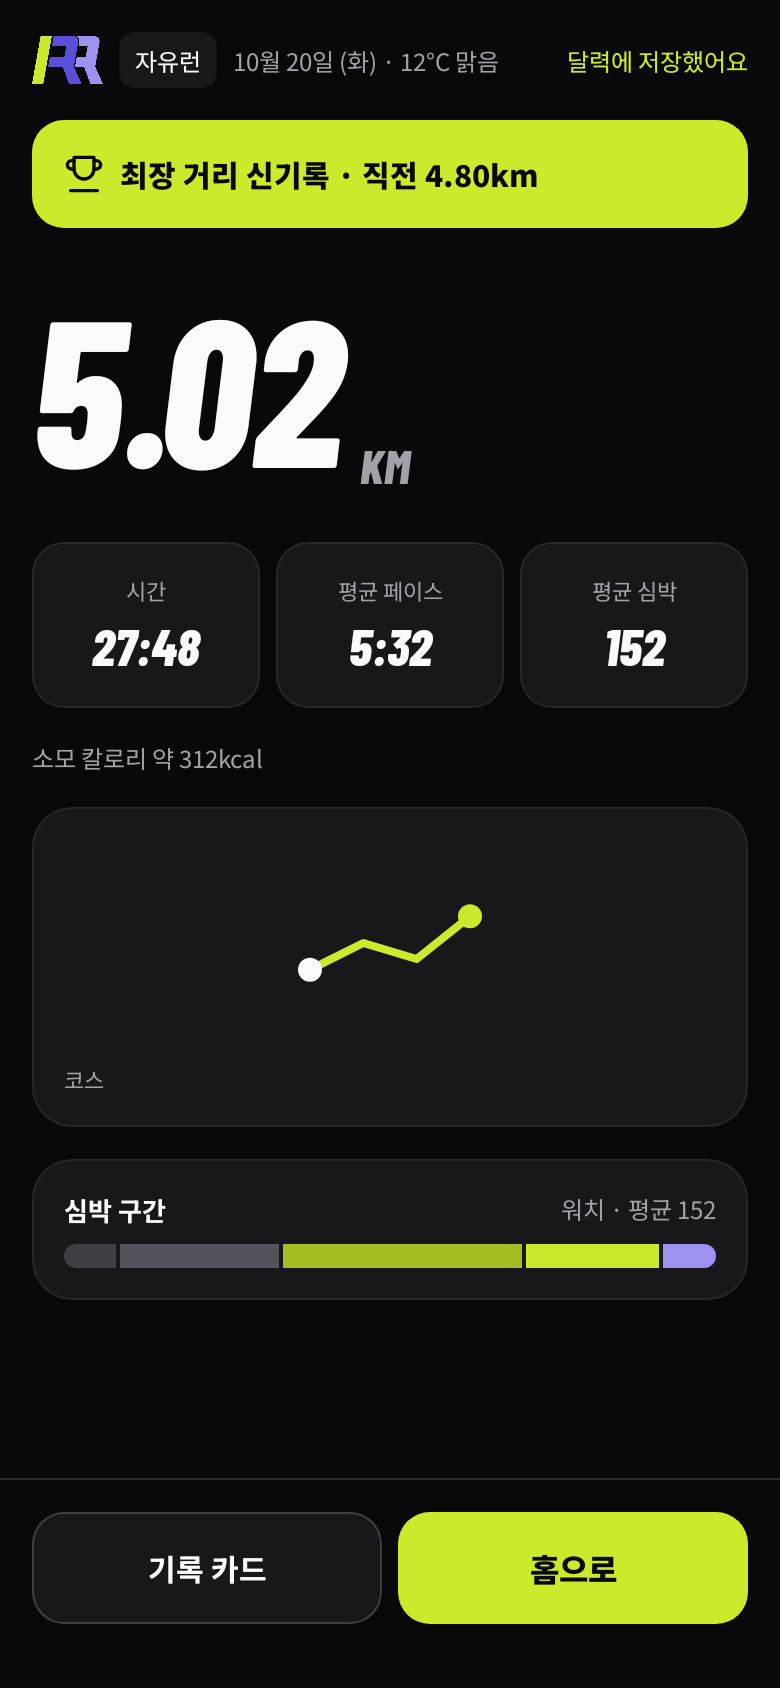 RR 자유런 10월 20일 (화) · 12°C 맑음 달력에 저장했어요
최장 거리 신기록 · 직전 4.80km
5.02 KM
시간 평균 페이스 평균 심박
27:48 5:32 152
소모 칼로리 약 312kcal
코스
심박 구간 워치 · 평균 152
기록 카드 홈으로